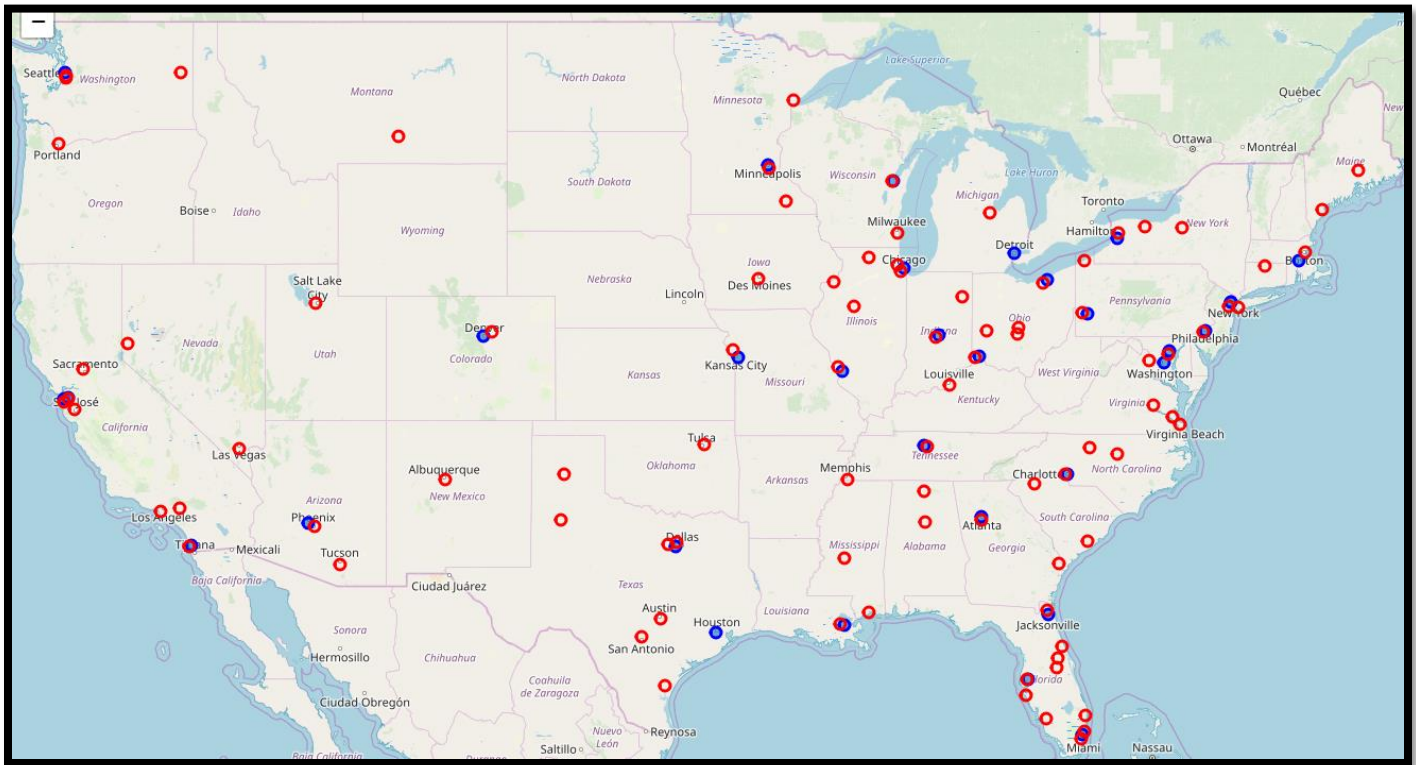 −
Lake Superior
Seattle
Washington
North Dakota
Montana
Minnesota
Québec
New
Ottawa
Montréal
Portland
Maine
Minneapolis
Wisconsin
Lake Huron
South Dakota
Michigan
Toronto
Oregon
Boise
Idaho
Milwaukee
Hamilton
New York
Wyoming
Detroit
Chicago
Boston
Iowa
Salt Lake
City
Nebraska
Des Moines
Lincoln
Pennsylvania
New York
Illinois
Indiana
Ohio
Denver
Nevada
Utah
Colorado
Philadelphia
Sacramento
Kansas City
Kansas
Missouri
Louisville
West Virginia
Washington
San José
Kentucky
Virginia
California
Virginia Beach
Las Vegas
Tulsa
Tennessee
Albuquerque
Oklahoma
Memphis
Charlotte
North Carolina
Arizona
New Mexico
Arkansas
Los Angeles
Phoenix
Atlanta
South Carolina
Tijuana
Mexicali
Dallas
Mississippi
Alabama
Georgia
Tucson
Baja California
Ciudad Juárez
Texas
Austin
Louisiana
Houston
Jacksonville
Sonora
San Antonio
Hermosillo
Chihuahua
Coahuila
de Zaragoza
Florida
Ciudad Obregón
Nuevo
León
Reynosa
Saltillo
Miami
Nassau
Baja California
Durango